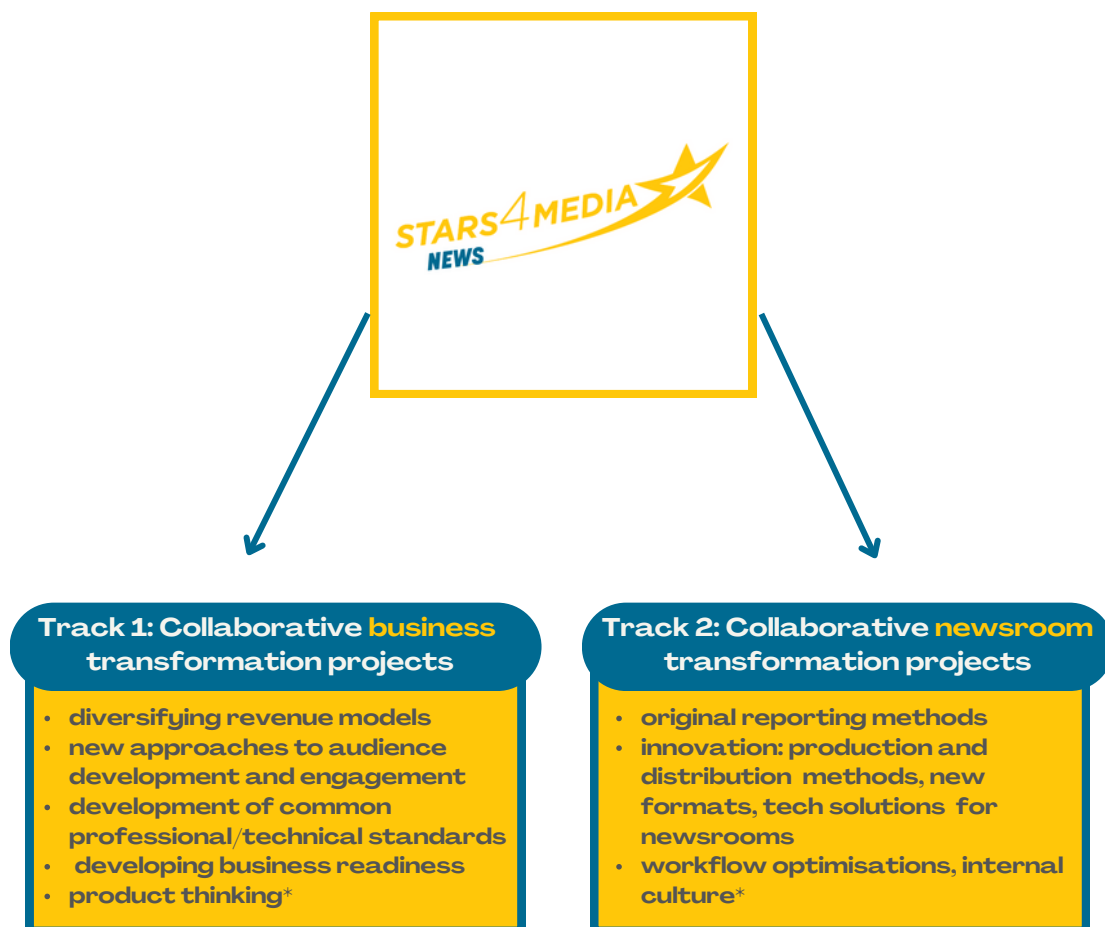 STARS4MEDIA
NEWS
Track 1: Collaborative business
transformation projects
• diversifying revenue models
• new approaches to audience
development and engagement
• development of common
professional/technical standards
• developing business readiness
• product thinking*
Track 2: Collaborative newsroom
transformation projects
• original reporting methods
• innovation: production and
distribution methods, new
formats, tech solutions for
newsrooms
• workflow optimisations, internal
culture*